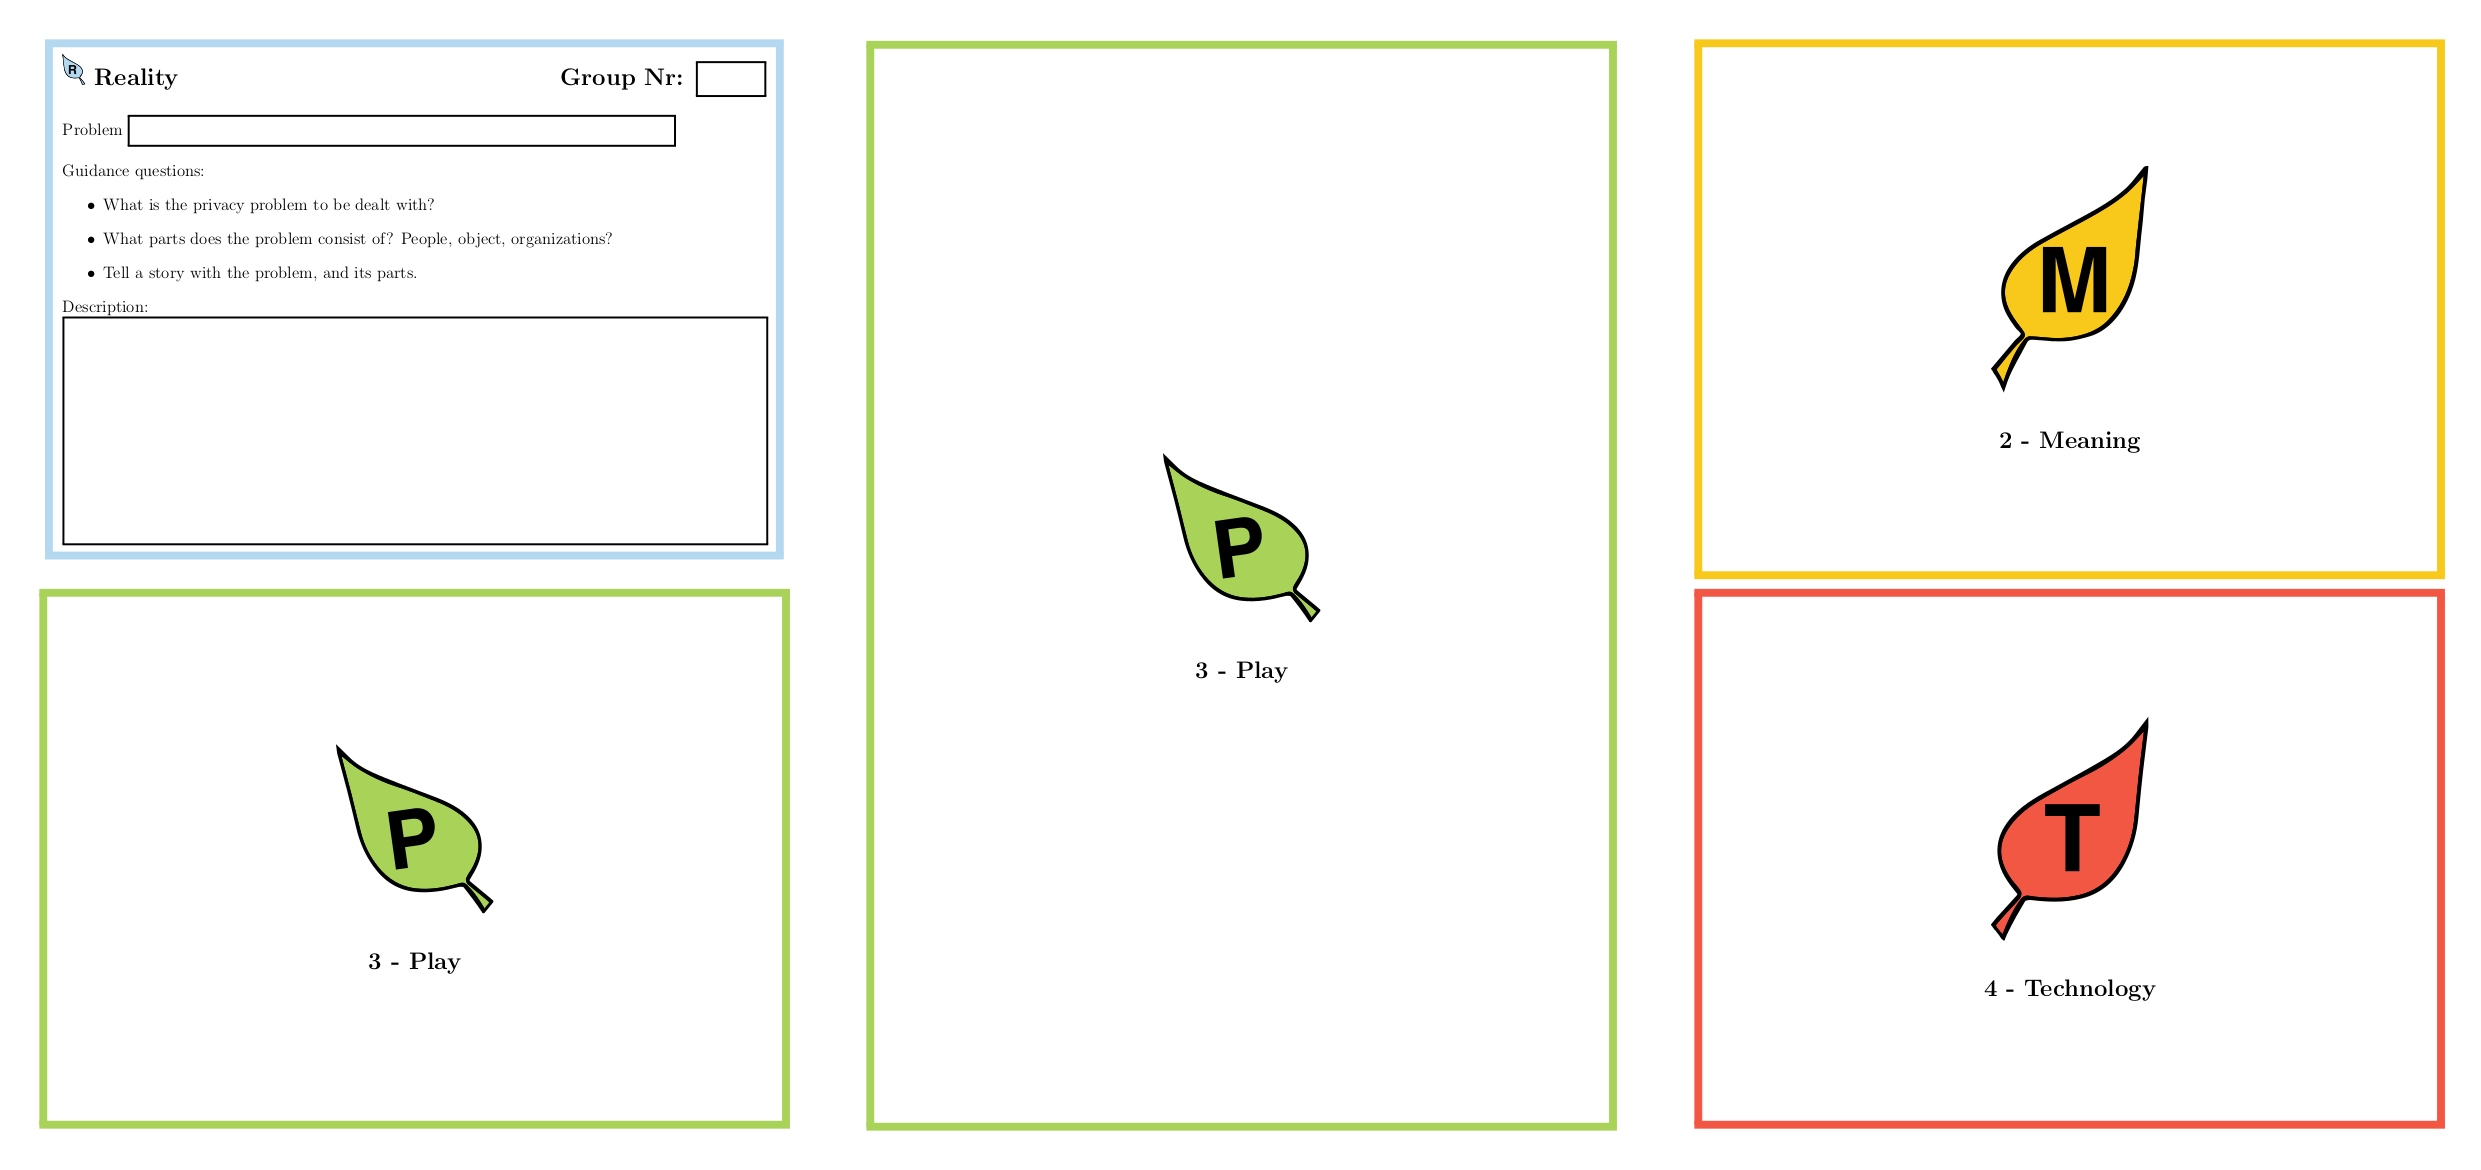 R Reality Group Nr:
Problem
Guidance questions:
• What is the privacy problem to be dealt with?
• What parts does the problem consist of? People, object, organizations?
• Tell a story with the problem, and its parts.
Description:
P
3 - Play
P
3 - Play
M
2 - Meaning
T
4 - Technology